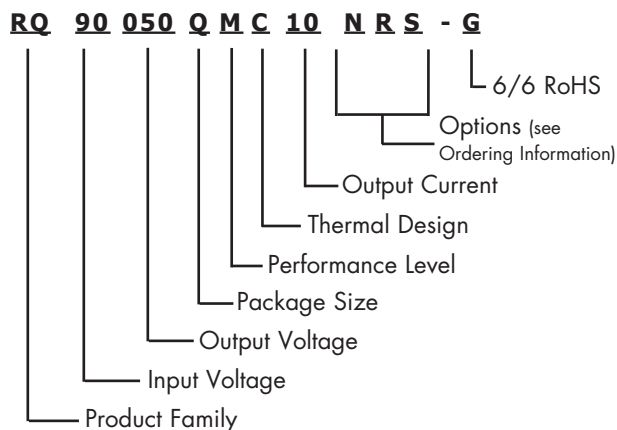 RQ 90 050 Q M C 10 N R S - G
6/6 RoHS
Options (see
Ordering Information)
Output Current
Thermal Design
Performance Level
Package Size
Output Voltage
Input Voltage
Product Family